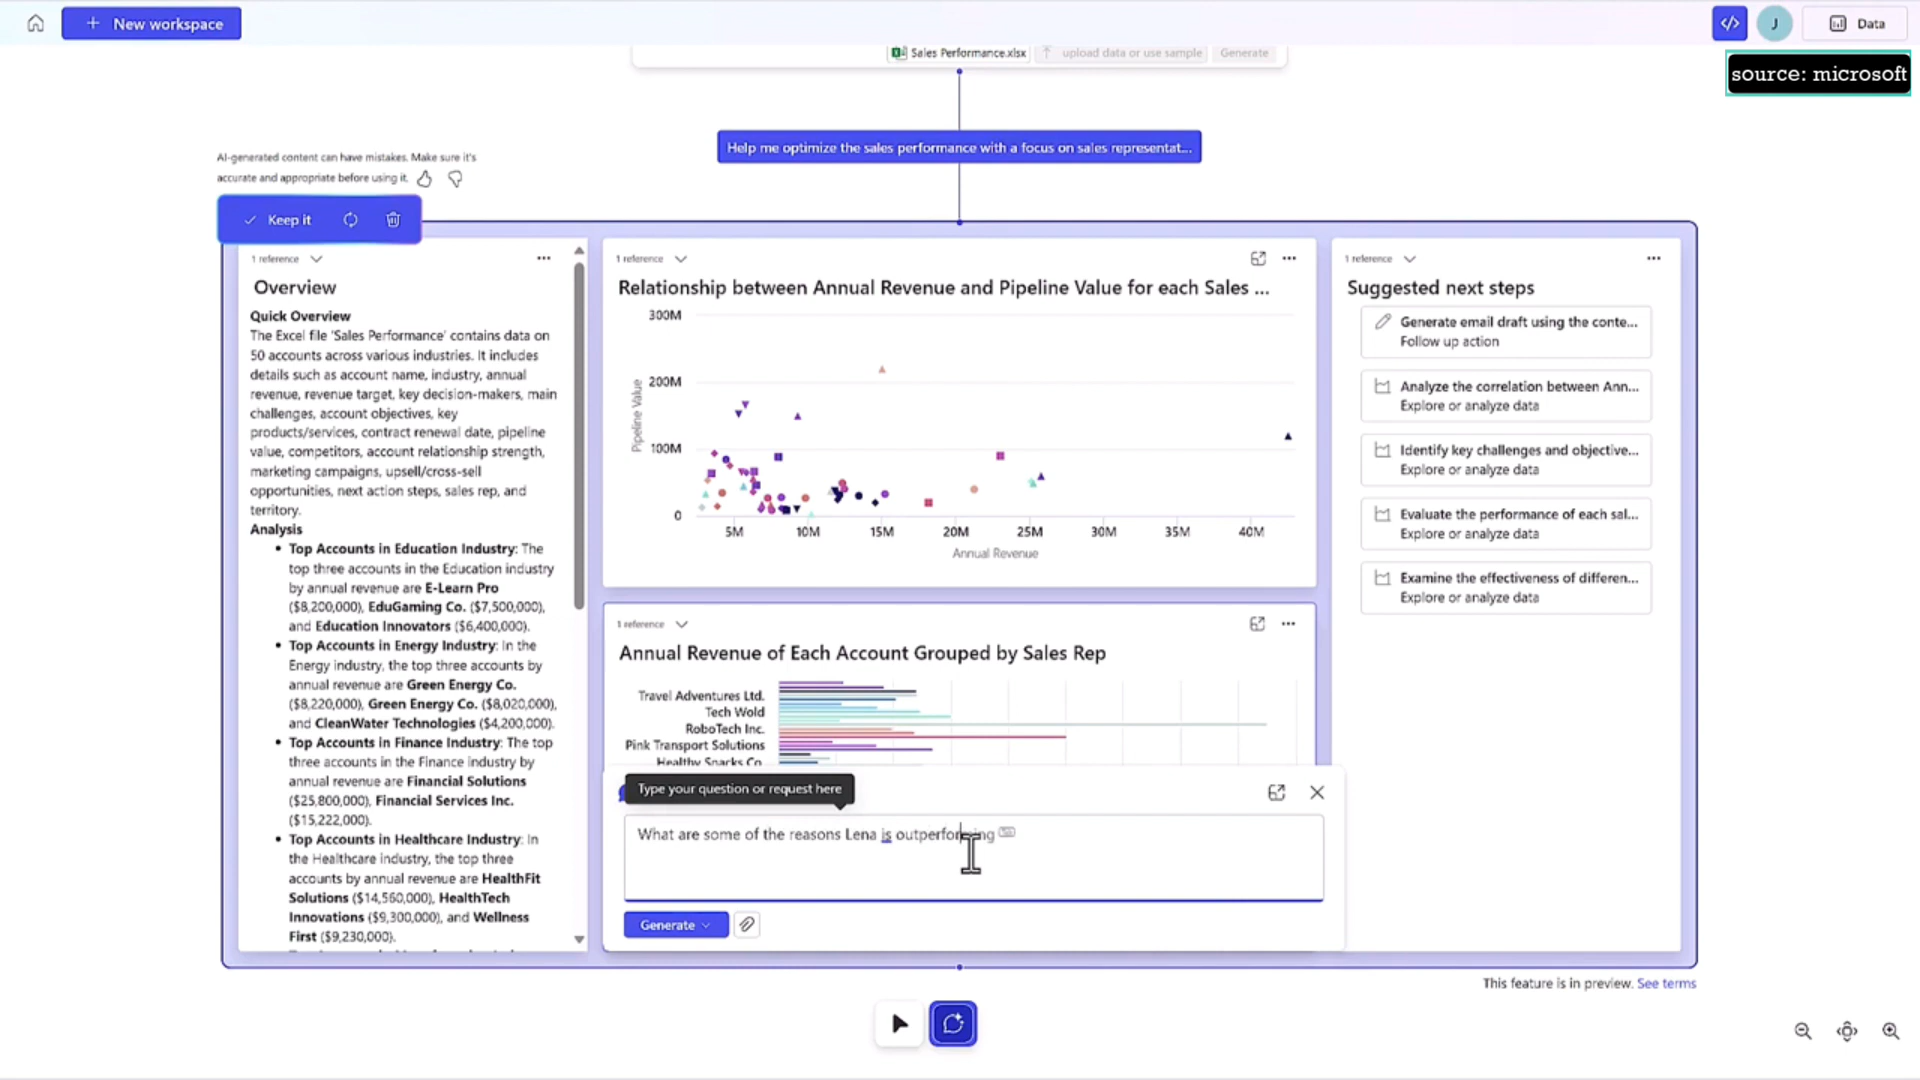 New workspace
J
Data
source: microsoft
Sales Performance.xlsx
upload data or use sample
Generate
Help me optimize the sales performance with a focus on sales representat...
AI-generated content can have mistakes. Make sure it's
accurate and appropriate before using it.
Keep it
1 reference
Overview
Quick Overview
The Excel file 'Sales Performance' contains data on
50 accounts across various industries. It includes
details such as account name, industry, annual
revenue, revenue target, key decision-makers, main
challenges, account objectives, key
products/services, contract renewal date, pipeline
value, competitors, account relationship strength,
marketing campaigns, upsell/cross-sell
opportunities, next action steps, sales rep, and
territory.
Analysis
• Top Accounts in Education Industry: The
top three accounts in the Education industry
by annual revenue are E-Learn Pro
($8,200,000), EduGaming Co. ($7,500,000),
and Education Innovators ($6,400,000).
• Top Accounts in Energy Industry: In the
Energy industry, the top three accounts by
annual revenue are Green Energy Co.
($8,220,000), Green Energy Co. ($8,020,000),
and CleanWater Technologies ($4,200,000).
• Top Accounts in Finance Industry: The top
three accounts in the Finance industry by
annual revenue are Financial Solutions
($25,800,000), Financial Services Inc.
($15,222,000).
• Top Accounts in Healthcare Industry: In
the Healthcare industry, the top three
accounts by annual revenue are HealthFit
Solutions ($14,560,000), HealthTech
Innovations ($9,300,000), and Wellness
First ($9,230,000).
1 reference
Relationship between Annual Revenue and Pipeline Value for each Sales ...
Pipeline Value
300M
200M
100M
0
5M 10M 15M 20M 25M 30M 35M 40M
Annual Revenue
1 reference
Annual Revenue of Each Account Grouped by Sales Rep
Travel Adventures Ltd.
Tech Wold
RoboTech Inc.
Pink Transport Solutions
Healthy Snacks Co.
Type your question or request here
What are some of the reasons Lena is outperforming
Generate
1 reference
Suggested next steps
Generate email draft using the conte...
Follow up action
Analyze the correlation between Ann...
Explore or analyze data
Identify key challenges and objective...
Explore or analyze data
Evaluate the performance of each sal...
Explore or analyze data
Examine the effectiveness of differen...
Explore or analyze data
This feature is in preview. See terms